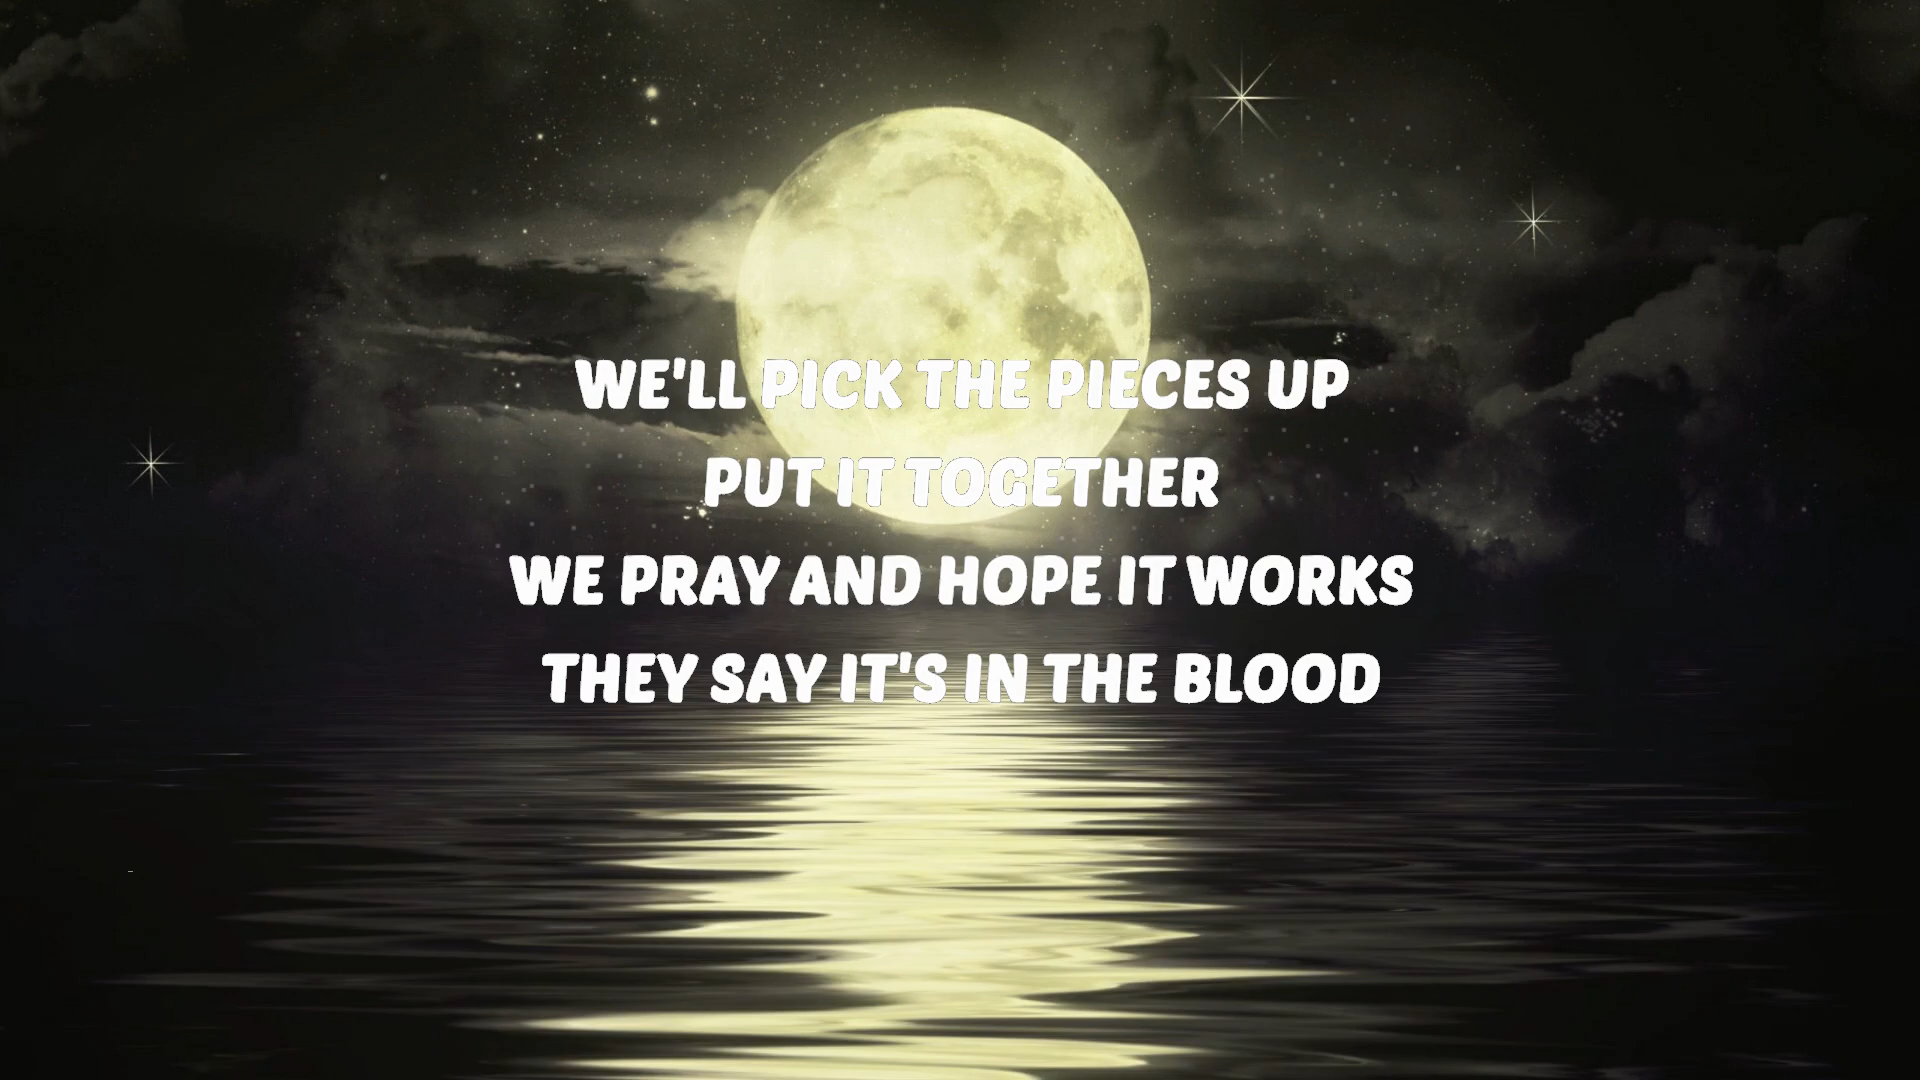 WE'LL PICK THE PIECES UP
PUT IT TOGETHER
WE PRAY AND HOPE IT WORKS
THEY SAY IT'S IN THE BLOOD